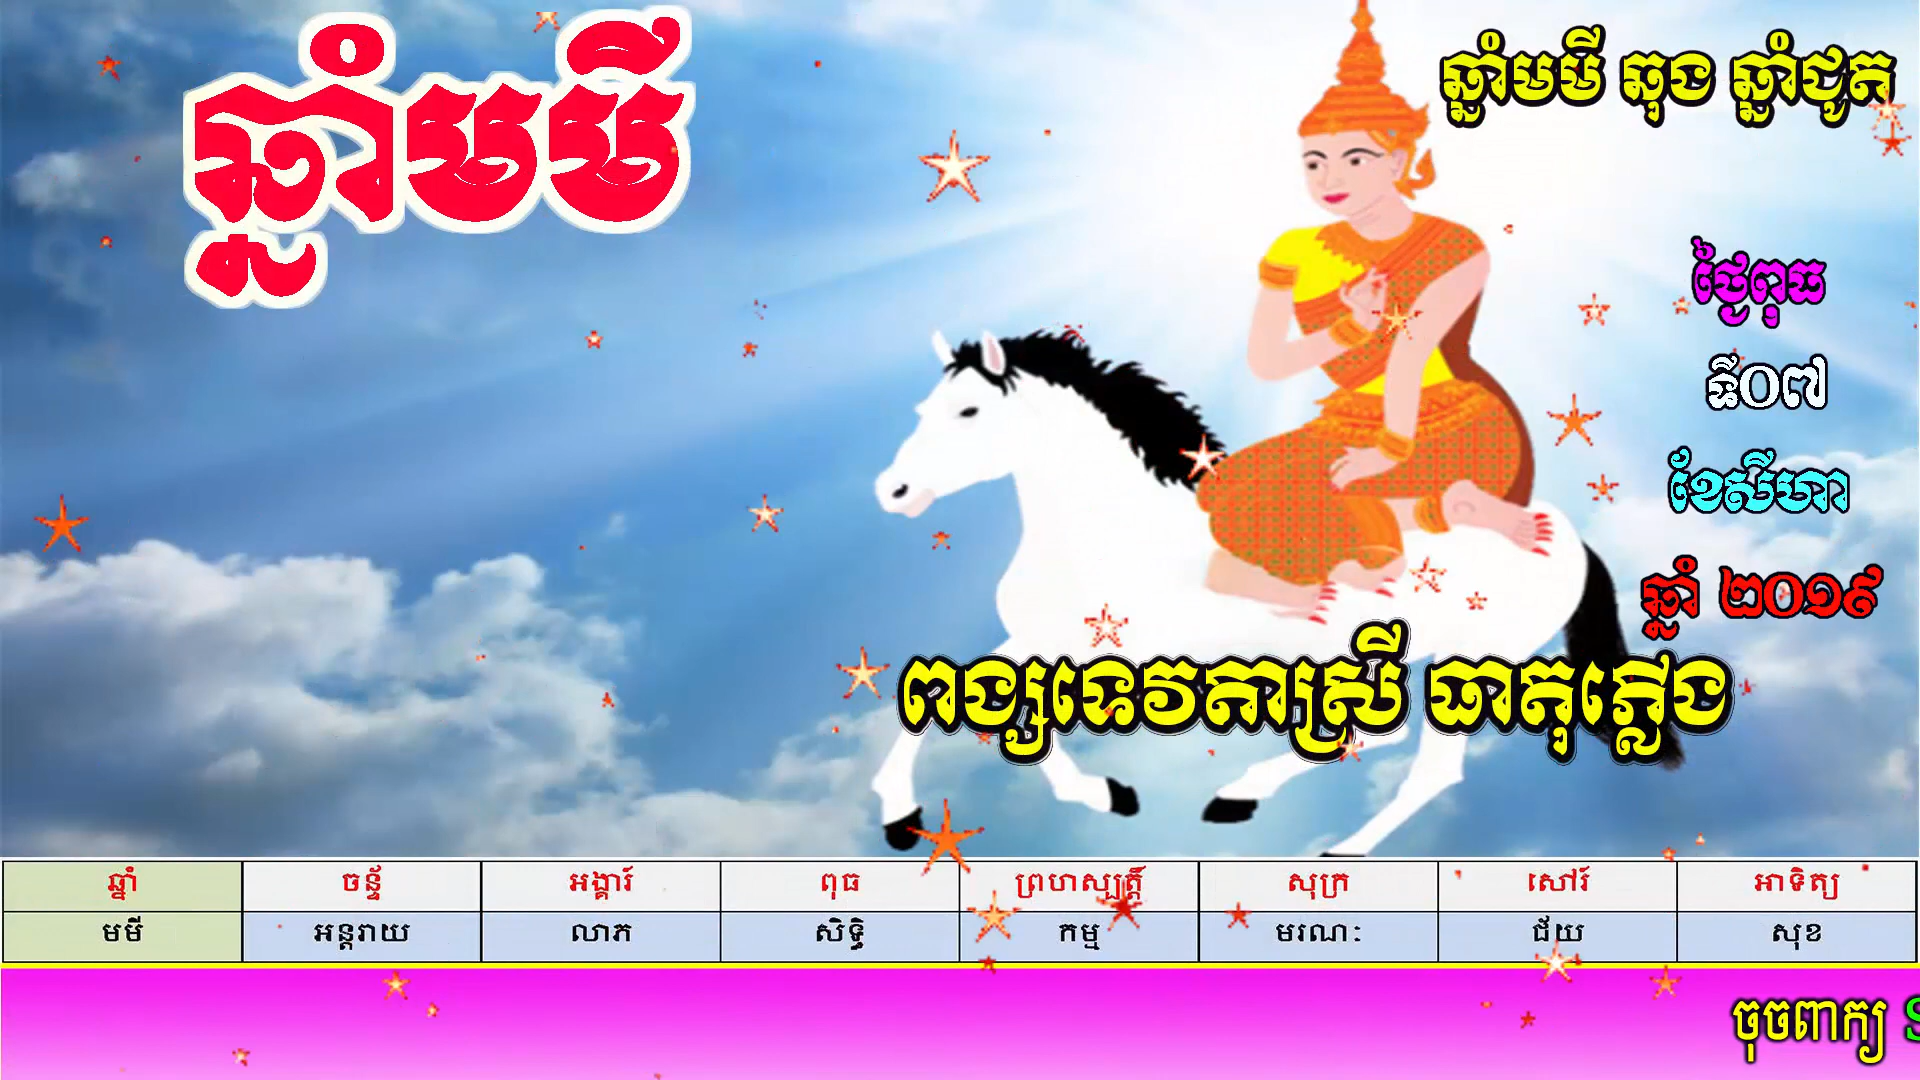 ឆ្នាំមមី
ឆ្នាំមមី ឆុង ឆ្នាំជូត
ថ្ងៃពុធ
ទី០៧
ខែសីហា
ឆ្នាំ ២០១៩
ពង្សទេវតាស្រី ធាតុភ្លើង
ឆ្នាំ ចន្ទ័ អង្គារ៍ ពុធ ព្រហស្បត្តិ៍ សុក្រ សៅរ៍ អាទិត្យ
មមី អន្តរាយ លាភ សិទ្ធិ កម្ម មរណៈ ជ័យ សុខ
ចុចពាក្យ S